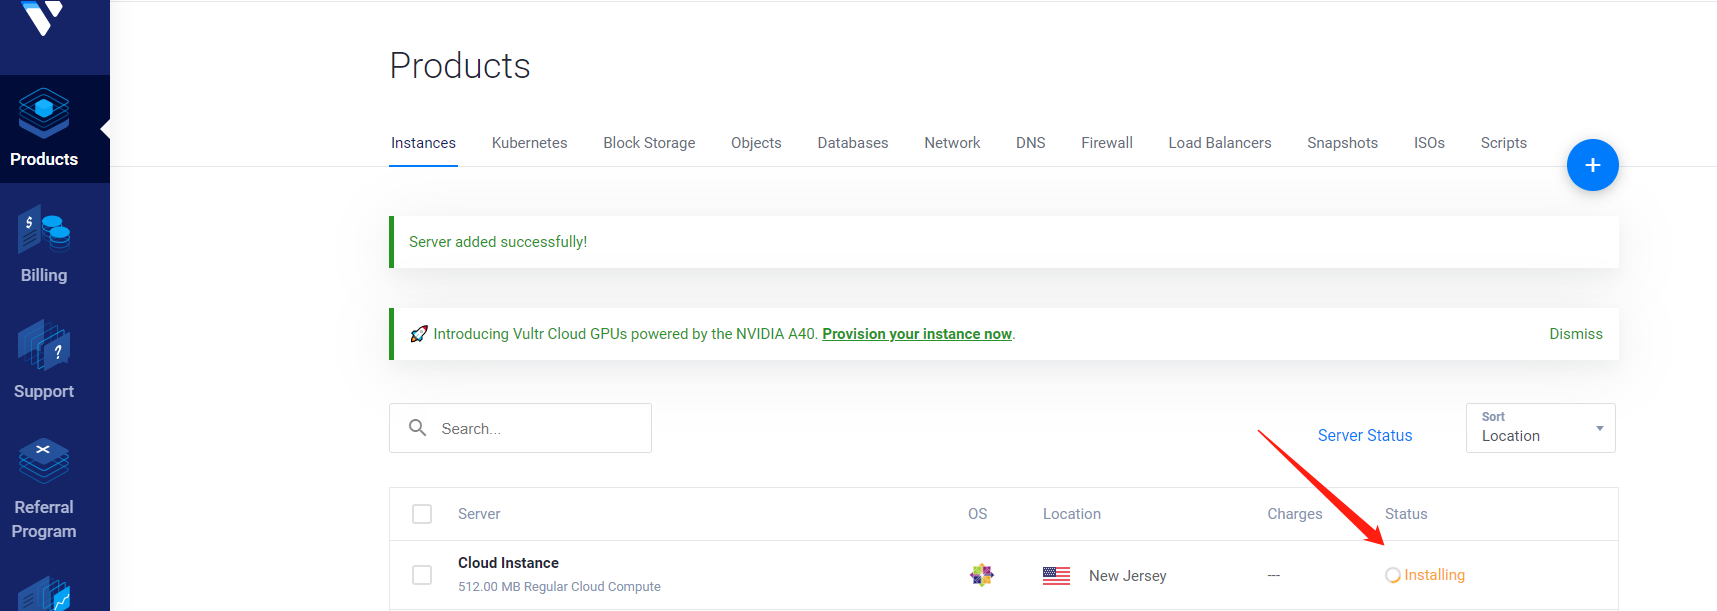 Products
Instances Kubernetes Block Storage Objects Databases Network DNS Firewall Load Balancers Snapshots ISOs Scripts
+
Products
Server added successfully!
$
Billing
Introducing Vultr Cloud GPUs powered by the NVIDIA A40. Provision your instance now. Dismiss
?
Support
Search...
Server Status
Sort
Location
Referral
Program
Server OS Location Charges Status
Cloud Instance
512.00 MB Regular Cloud Compute
New Jersey --- Installing